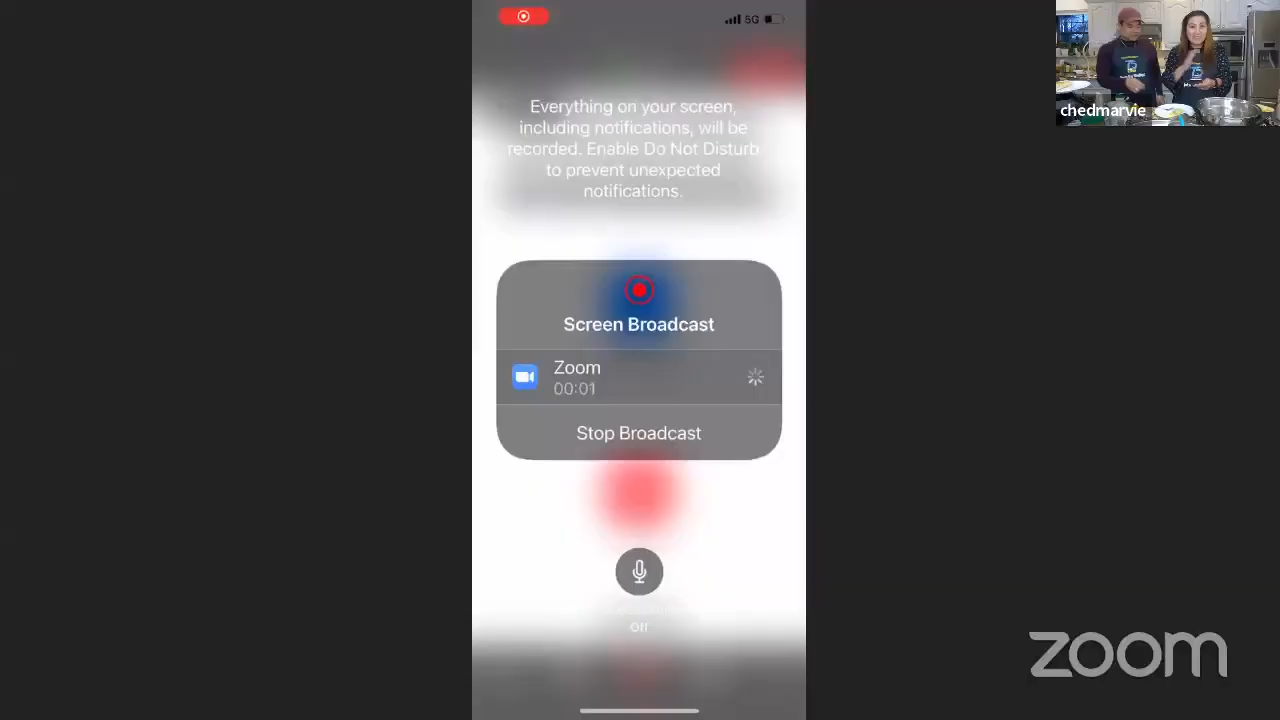 5G
Everything on your screen,
including notifications, will be
recorded. Enable Do Not Disturb
to prevent unexpected
notifications.
Screen Broadcast
Zoom
00:01
Stop Broadcast
Off
chedmarvie
zoom